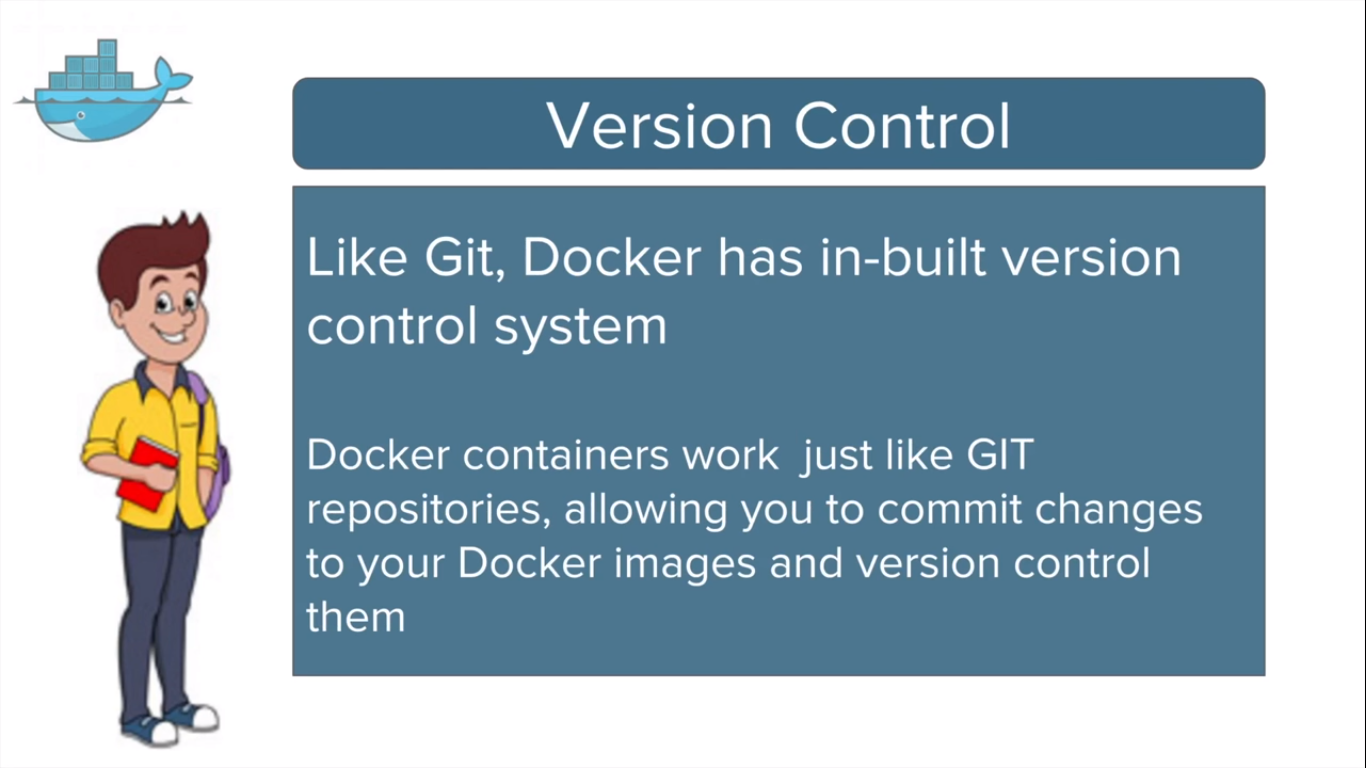 Version Control
Like Git, Docker has in-built version
control system
Docker containers work  just like GIT
repositories, allowing you to commit changes
to your Docker images and version control
them